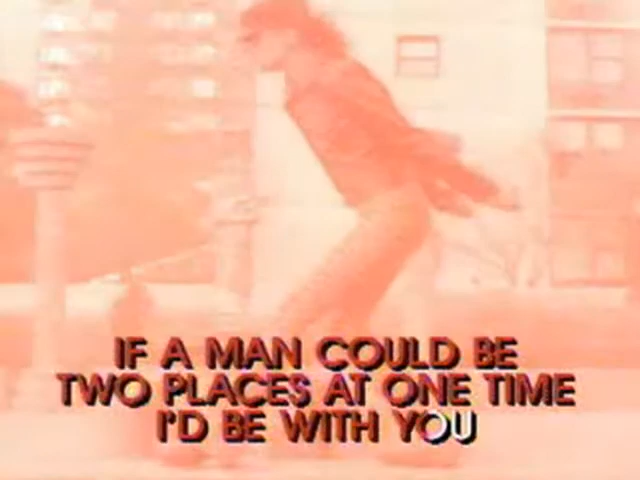 IF A MAN COULD BE
TWO PLACES AT ONE TIME
I'D BE WITH YOU